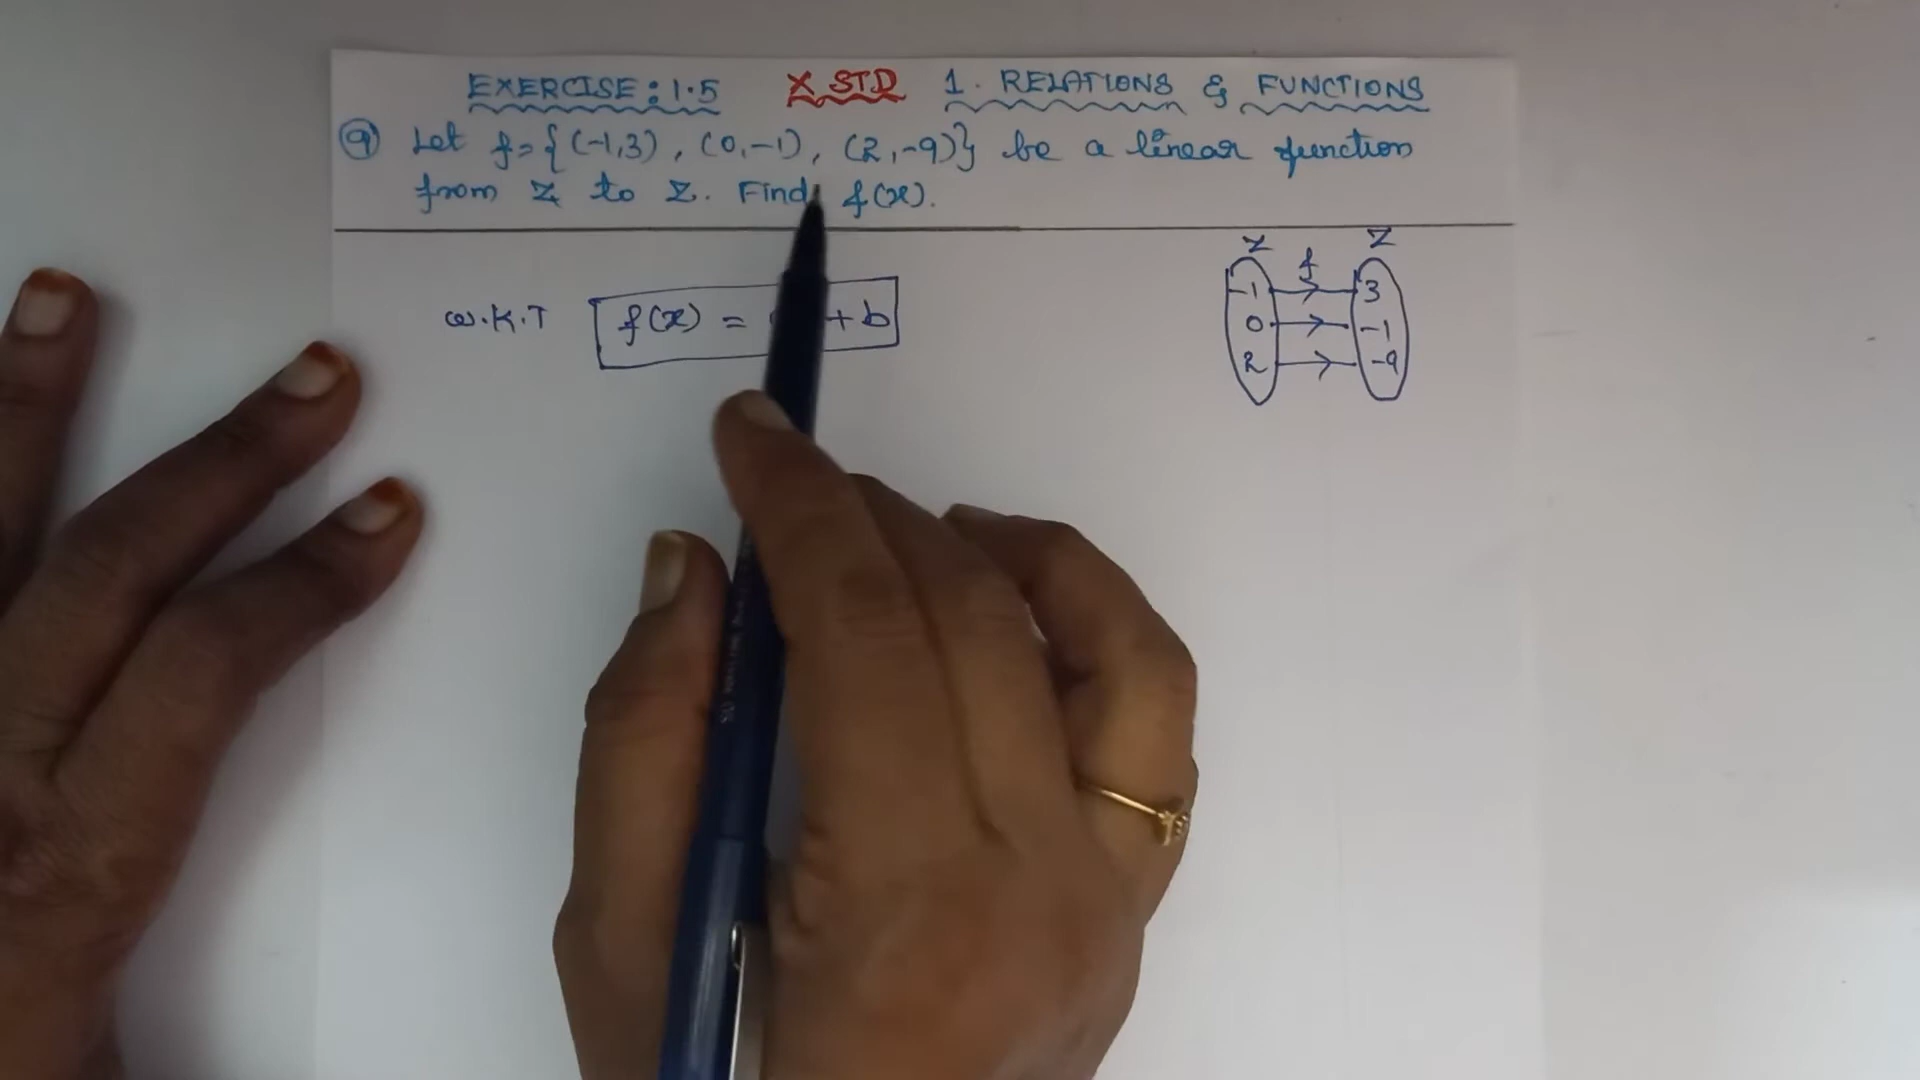 EXERCISE: 1.5 X STD 1. RELATIONS & FUNCTIONS
9 Let f={(-1,3), (0,-1), (2,-9)} be a linear function
from Z to Z. Find f(x).
Z f Z
-1 3
W.K.T f(x) = +b
0 -1
2 -9